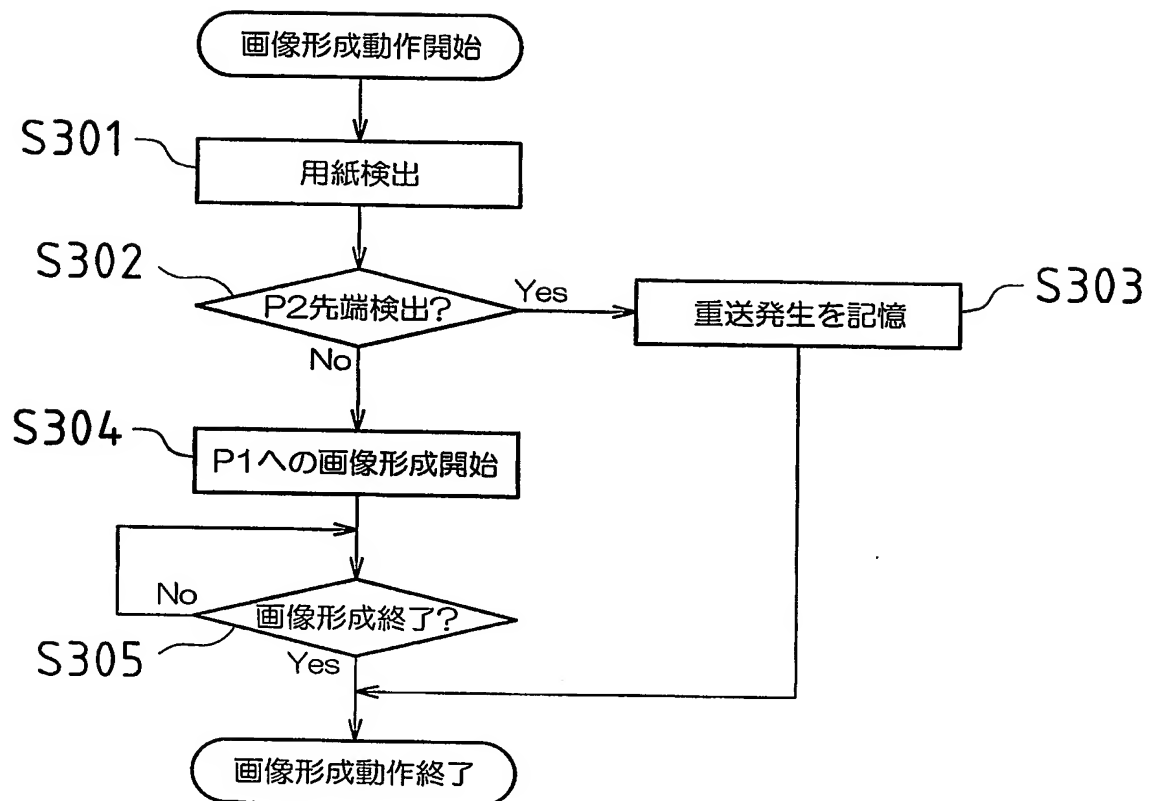 画像形成動作開始
S301
用紙検出
S302
P2先端検出?
Yes
S303
重送発生を記憶
No
S304
P1への画像形成開始
No
画像形成終了?
S305
Yes
画像形成動作終了